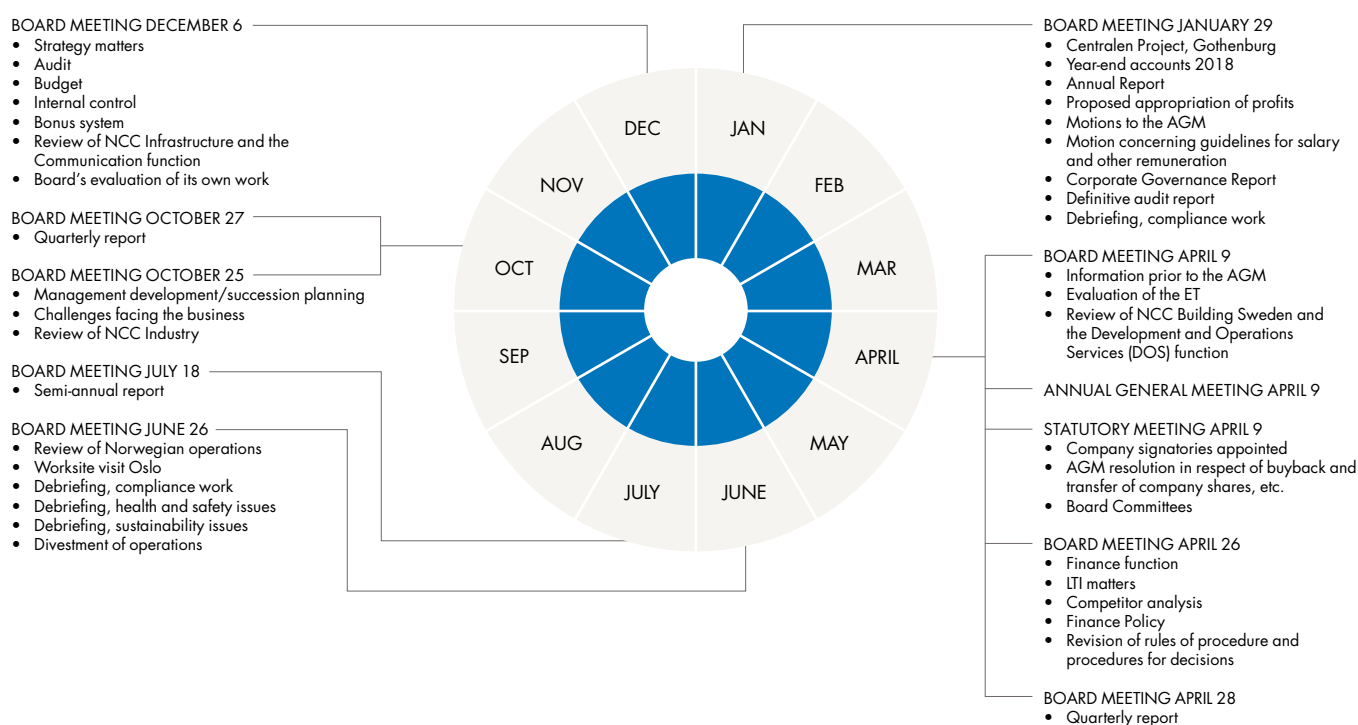 BOARD MEETING DECEMBER 6
• Strategy matters
• Audit
• Budget
• Internal control
• Bonus system
• Review of NCC Infrastructure and the
Communication function
• Board's evaluation of its own work
BOARD MEETING OCTOBER 27
• Quarterly report
BOARD MEETING OCTOBER 25
• Management development/succession planning
• Challenges facing the business
• Review of NCC Industry
BOARD MEETING JULY 18
• Semi-annual report
BOARD MEETING JUNE 26
• Review of Norwegian operations
• Worksite visit Oslo
• Debriefing, compliance work
• Debriefing, health and safety issues
• Debriefing, sustainability issues
• Divestment of operations
JAN
FEB
MAR
APRIL
MAY
JUNE
JULY
AUG
SEP
OCT
NOV
DEC
BOARD MEETING JANUARY 29
• Centralen Project, Gothenburg
• Year-end accounts 2018
• Annual Report
• Proposed appropriation of profits
• Motions to the AGM
• Motion concerning guidelines for salary
and other remuneration
• Corporate Governance Report
• Definitive audit report
• Debriefing, compliance work
BOARD MEETING APRIL 9
• Information prior to the AGM
• Evaluation of the ET
• Review of NCC Building Sweden and
the Development and Operations
Services (DOS) function
ANNUAL GENERAL MEETING APRIL 9
STATUTORY MEETING APRIL 9
• Company signatories appointed
• AGM resolution in respect of buyback and
transfer of company shares, etc.
• Board Committees
BOARD MEETING APRIL 26
• Finance function
• LTI matters
• Competitor analysis
• Finance Policy
• Revision of rules of procedure and
procedures for decisions
BOARD MEETING APRIL 28
• Quarterly report